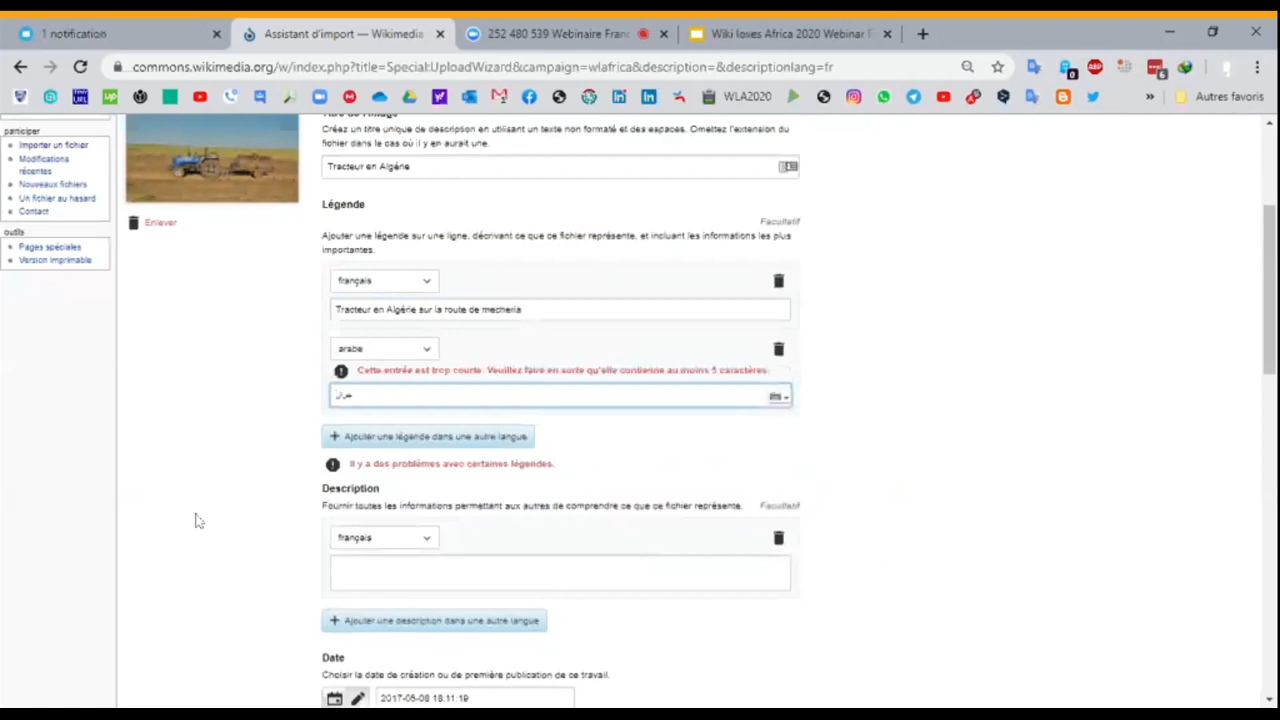 1 notification
Assistant d'import — Wikimedia
252 480 539 Webinaire Franc
Wiki loves Africa 2020 Webinar F
commons.wikimedia.org/w/index.php?title=Special:UploadWizard&campaign=wlafrica&description=&descriptionlang=fr
WLA2020
Autres favoris
participer
Importer un fichier
Modifications
récentes
Nouveaux fichiers
Un fichier au hasard
Contact
outils
Pages spéciales
Version imprimable
Enlever
Titre de l'image
Créez un titre unique de description en utilisant un texte non formaté et des espaces. Omettez l'extension du
fichier dans le cas où il y en aurait une.
Tracteur en Algérie
Légende
Facultatif
Ajouter une légende sur une ligne, décrivant ce que ce fichier représente, et incluant les informations les plus
importantes.
français
Tracteur en Algérie sur la route de mecheria
arabe
Cette entrée est trop courte. Veuillez faire en sorte qu'elle contienne au moins 5 caractères.
Ajouter une légende dans une autre langue
Il y a des problèmes avec certaines légendes.
Description
Fournir toutes les informations permettant aux autres de comprendre ce que ce fichier représente.
Facultatif
français
Ajouter une description dans une autre langue
Date
Choisir la date de création ou de première publication de ce travail.
2017-05-08 18:11:19